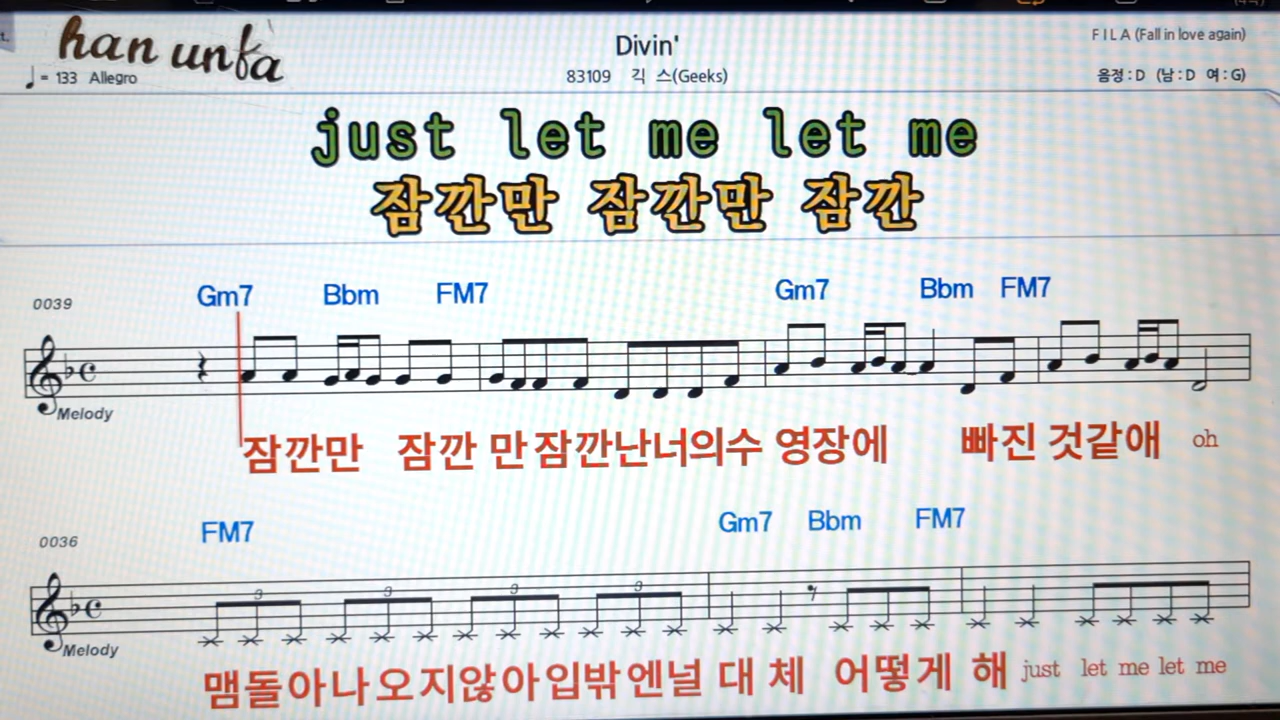 han unfa
Divin'
F I L A (Fall in love again)
♩ = 133 Allegro
83109 긱 스(Geeks)
음정 : D (남 : D 여 : G)
just let me let me
잠깐만 잠깐만 잠깐
0039
Gm7 Bbm FM7 Gm7 Bbm FM7
Melody
잠깐만 잠깐 만 잠깐난너의수 영장에 빠진 것같애 oh
0036
FM7 Gm7 Bbm FM7
3 3 3 3
Melody
맴돌아나오지않아입밖엔널 대 체 어떻게 해 just let me let me